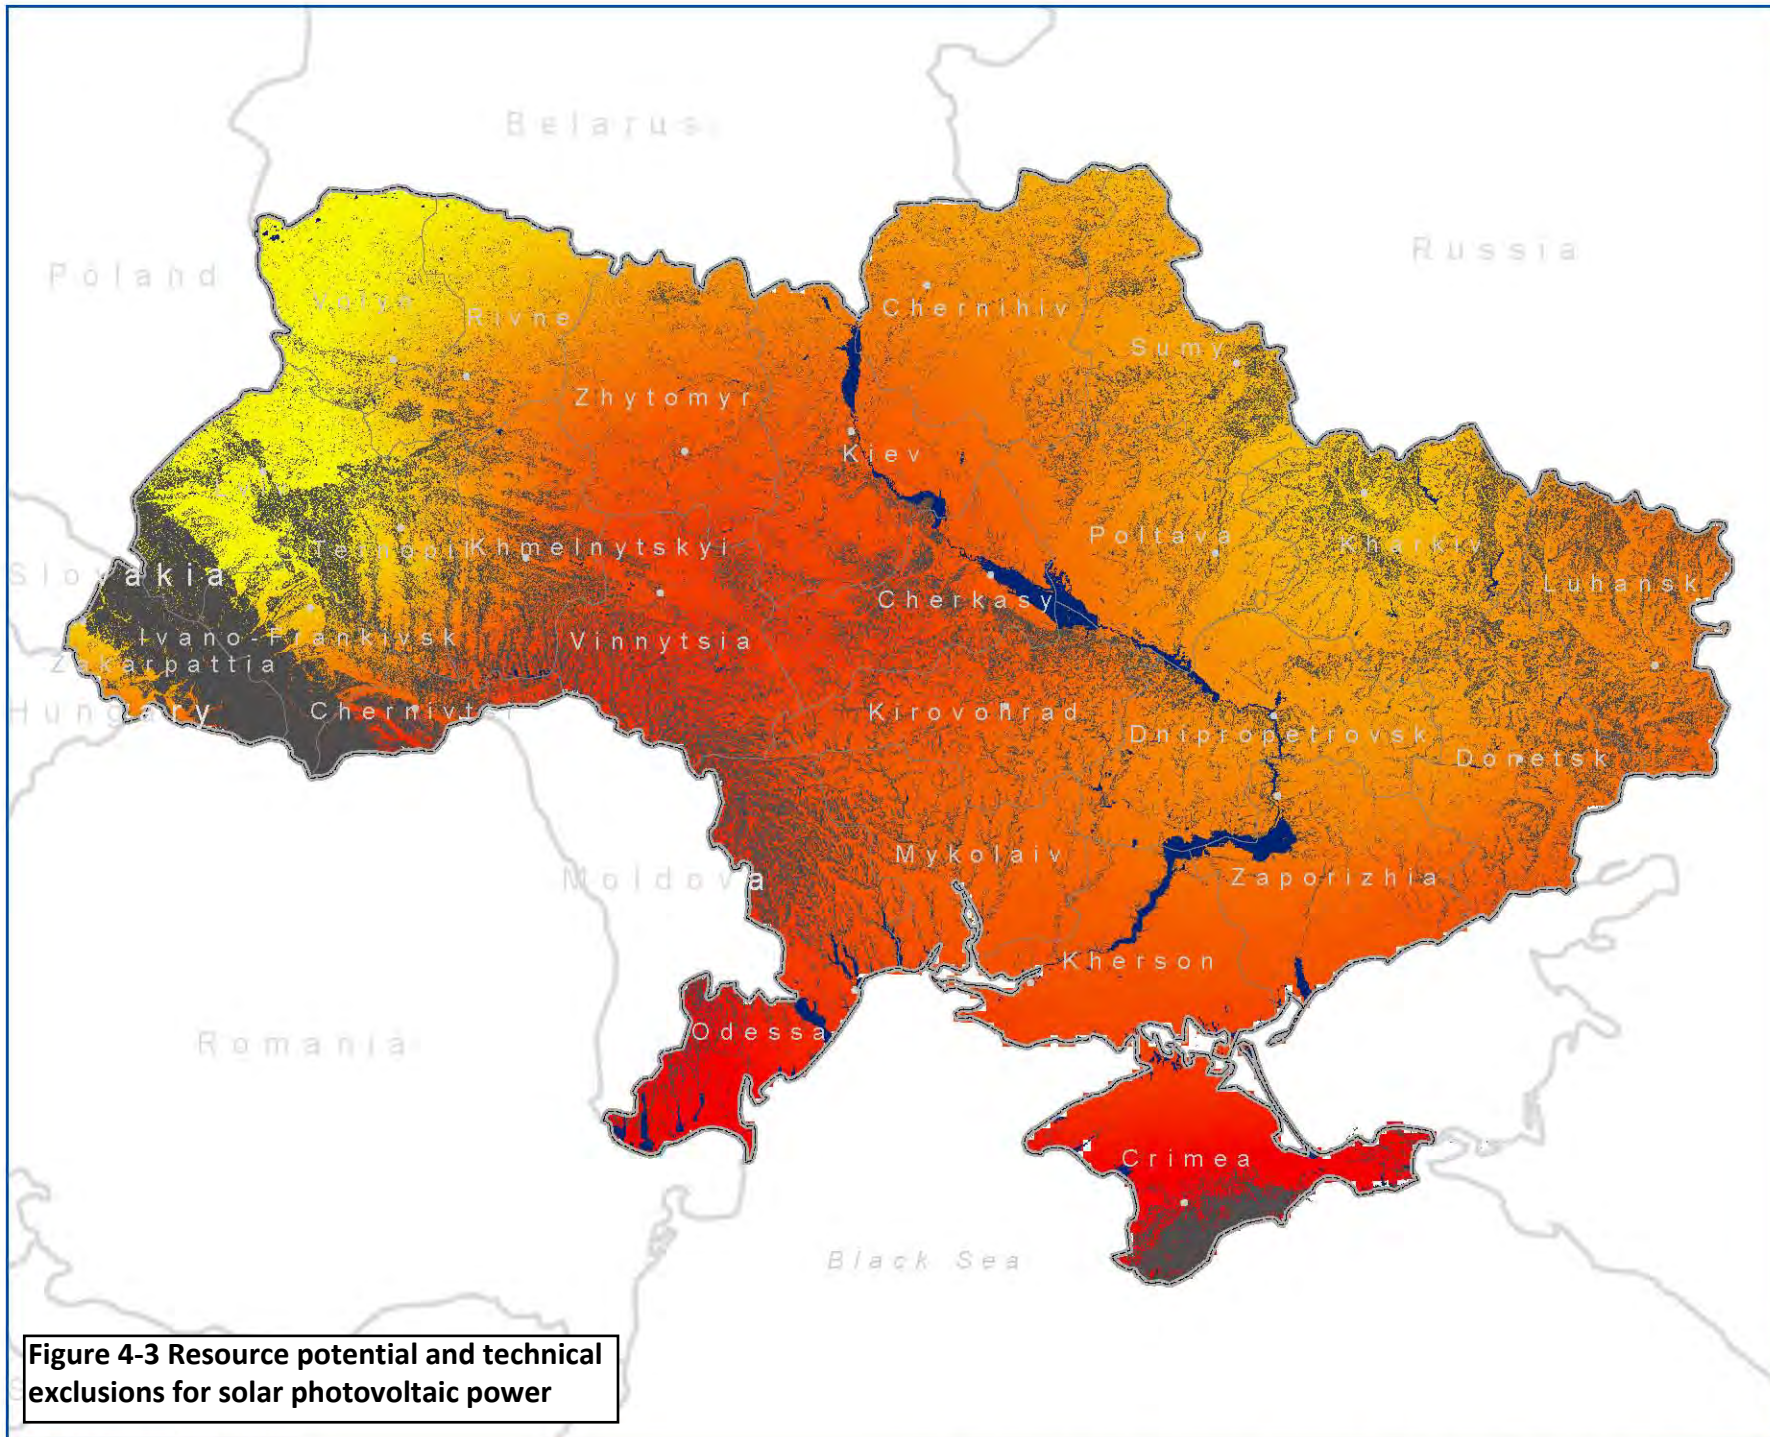 Belarus
Russia
Poland
Volyn
Rivne
Chernihiv
Sumy
Zhytomyr
Kiev
Lviv
Ternopil
Khmelnytskyi
Poltava
Kharkiv
Slovakia
Luhansk
Cherkasy
Ivano-Frankivsk
Vinnytsia
Zakarpattia
Hungary
Chernivtsi
Kirovohrad
Dnipropetrovsk
Donetsk
Mykolaiv
Moldova
Zaporizhia
Kherson
Odessa
Romania
Crimea
Black Sea
Figure 4-3 Resource potential and technical
exclusions for solar photovoltaic power